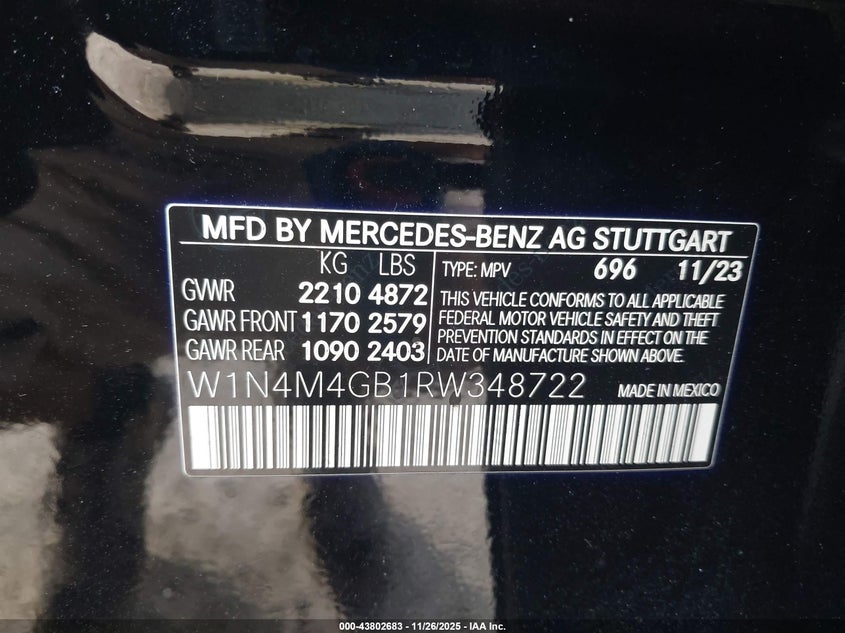 MFD BY MERCEDES-BENZ AG STUTTGART
KG LBS
GVWR 2210 4872
GAWR FRONT 1170 2579
GAWR REAR 1090 2403
TYPE: MPV 696 11/23
THIS VEHICLE CONFORMS TO ALL APPLICABLE
FEDERAL MOTOR VEHICLE SAFETY AND THEFT
PREVENTION STANDARDS IN EFFECT ON THE
DATE OF MANUFACTURE SHOWN ABOVE.
W1N4M4GB1RW348722 MADE IN MEXICO
000-43802683 - 11/26/2025 - IAA Inc.